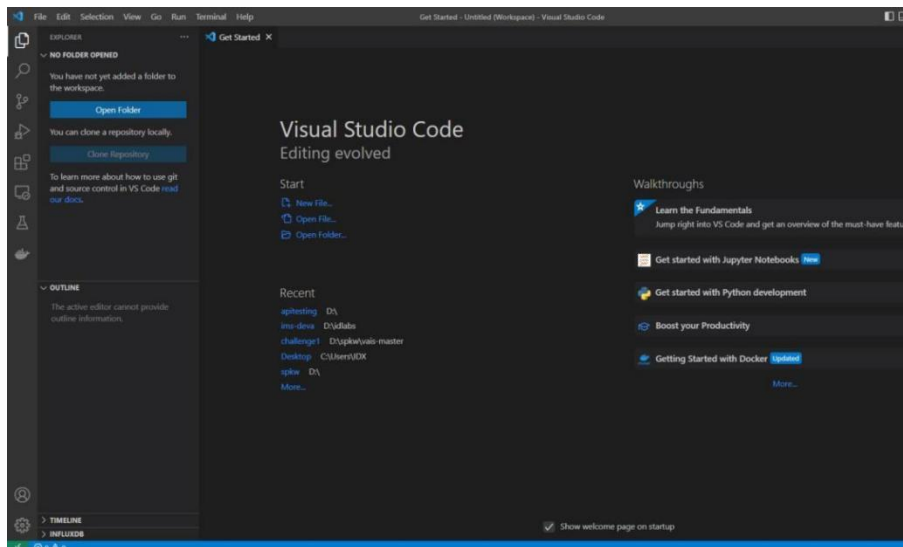 File Edit Selection View Go Run Terminal Help
Get Started - Untitled (Workspace) - Visual Studio Code
EXPLORER
Get Started
NO FOLDER OPENED
You have not yet added a folder to
the workspace.
Open Folder
You can clone a repository locally.
Clone Repository
To learn more about how to use git
and source control in VS Code read
our docs.
OUTLINE
The active editor cannot provide
outline information.
TIMELINE
INFLUXDB
Visual Studio Code
Editing evolved
Start
New File...
Open File...
Open Folder...
Recent
apitesting D:\
D:\idlabs
challenge1 D:\spkw\vais-master
Desktop C:\Users\IDX
spkw D:\
More...
Walkthroughs
Learn the Fundamentals
Jump right into VS Code and get an overview of the must-have
Get started with Jupyter Notebooks New
Get started with Python development
Boost your Productivity
Getting Started with Docker Updated
More...
Show welcome page on startup